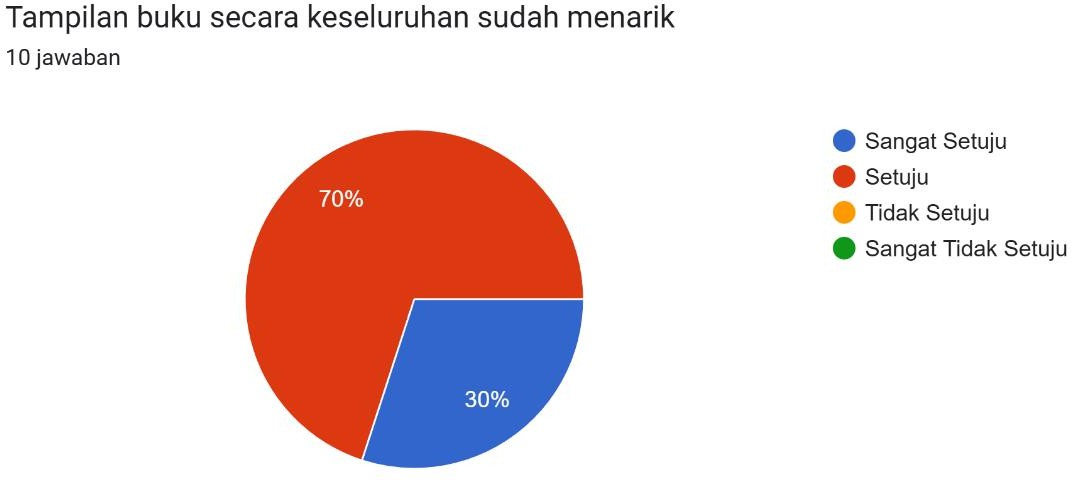 Tampilan buku secara keseluruhan sudah menarik
10 jawaban
70%
30%
Sangat Setuju
Setuju
Tidak Setuju
Sangat Tidak Setuju